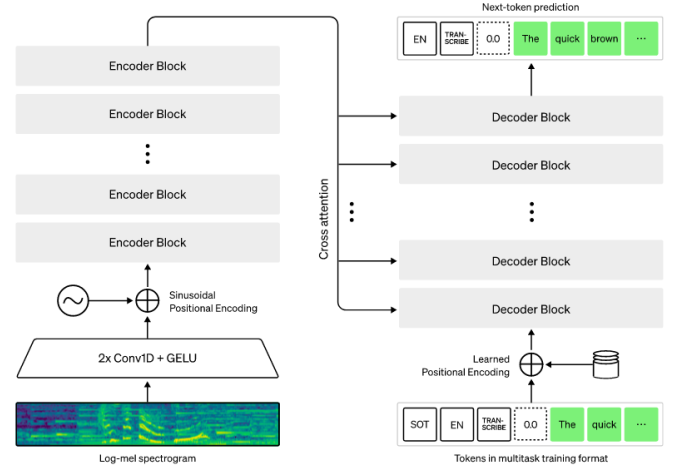 Next-token prediction
EN TRAN-SCRIBE 0.0 The quick brown ...
Encoder Block
Encoder Block
Encoder Block
Encoder Block
Sinusoidal
Positional Encoding
2x Conv1D + GELU
Log-mel spectrogram
Cross attention
Decoder Block
Decoder Block
Decoder Block
Decoder Block
Learned
Positional Encoding
SOT EN TRAN-SCRIBE 0.0 The quick ...
Tokens in multitask training format